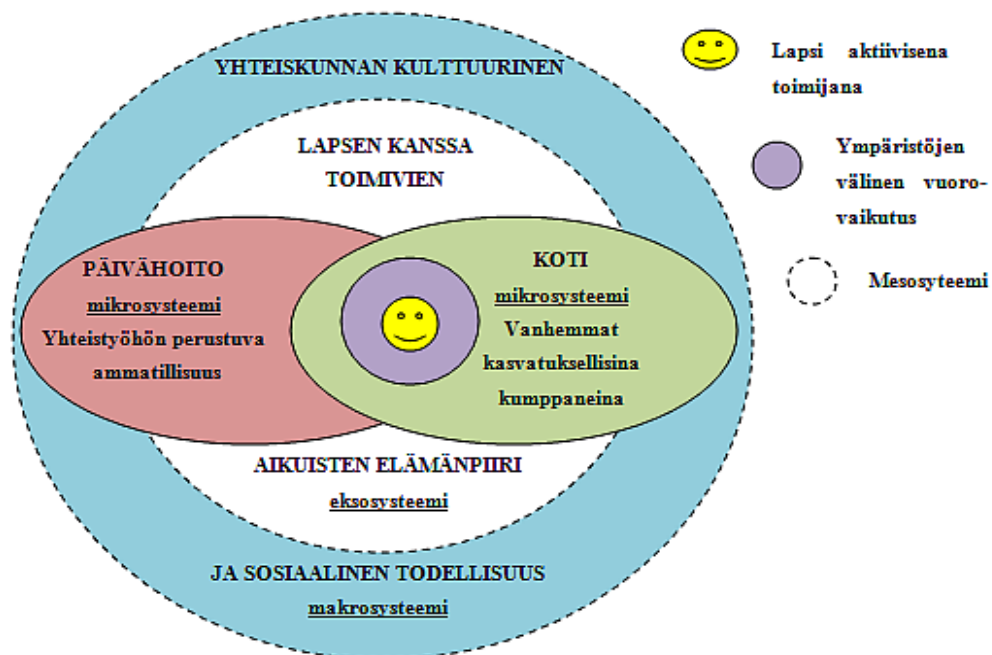 YHTEISKUNNAN KULTTUURINEN
LAPSEN KANSSA
TOIMIVIEN
PÄIVÄHOITO
mikrosysteemi
Yhteistyöhön perustuva
ammatillisuus
KOTI
mikrosysteemi
Vanhemmat
kasvatuksellisina
kumppaneina
AIKUISTEN ELÄMÄNPIIRI
eksosysteemi
JA SOSIAALINEN TODELLISUUS
makrosysteemi
Lapsi aktiivisena
toimijana
Ympäristöjen
välinen vuoro-
vaikutus
Mesosyteemi